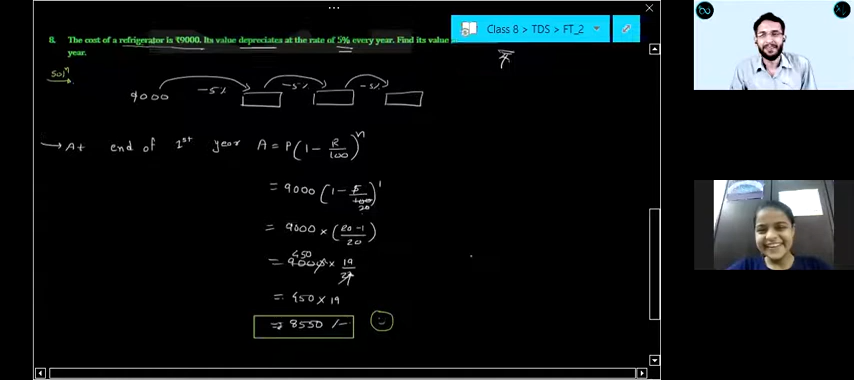 8. The cost of a refrigerator is ₹9000. Its value depreciates at the rate of 5% every year. Find its value
year.
Class 8 > TDS > FT_2
Solⁿ
9000 -5% -5% -5%
→ At end of 1st year A = P(1 - R/100)ⁿ
= 9000 (1 - 5/100 20)¹
= 9000 × (20-1/20)
450
= 9000 × 19/20
= 450 × 19
= 8550 /-